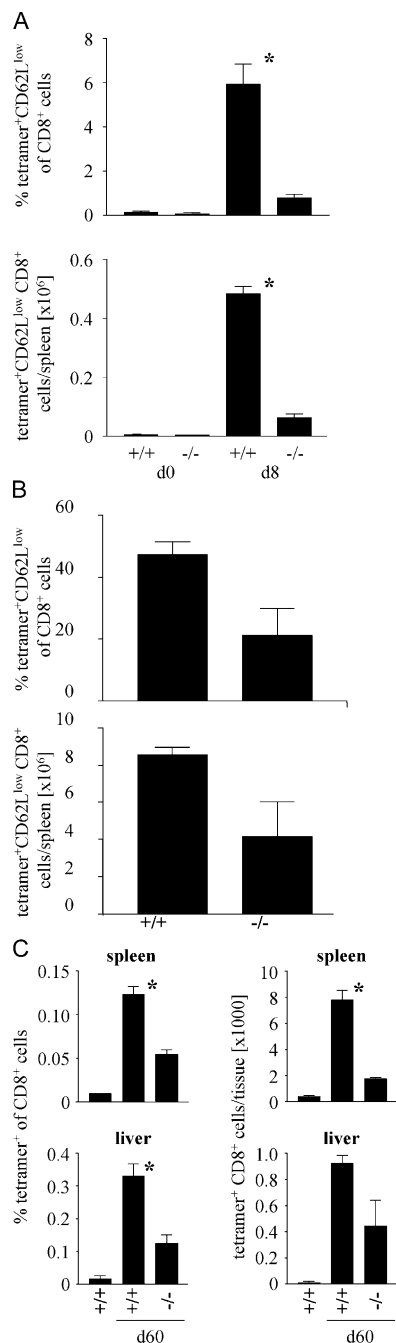 A
% tetramer⁺CD62Lˡᵒʷ
of CD8⁺ cells
8
6
4
2
0
*
tetramer⁺CD62Lˡᵒʷ CD8⁺
cells/spleen [x10⁶]
0.6
0.4
0.2
0
*
+/+ -/- +/+ -/-
d0 d8
B
% tetramer⁺CD62Lˡᵒʷ
of CD8⁺ cells
60
40
20
0
tetramer⁺CD62Lˡᵒʷ CD8⁺
cells/spleen [x10⁶]
10
8
6
4
2
0
+/+ -/-
C
% tetramer⁺ of CD8⁺ cells
spleen
0.15
0.10
0.05
0
*
liver
0.4
0.3
0.2
0.1
0
*
+/+ +/+ -/-
d60
tetramer⁺ CD8⁺ cells/tissue [x1000]
spleen
10
8
6
4
2
0
*
liver
1.0
0.8
0.6
0.4
0.2
0
+/+ +/+ -/-
d60